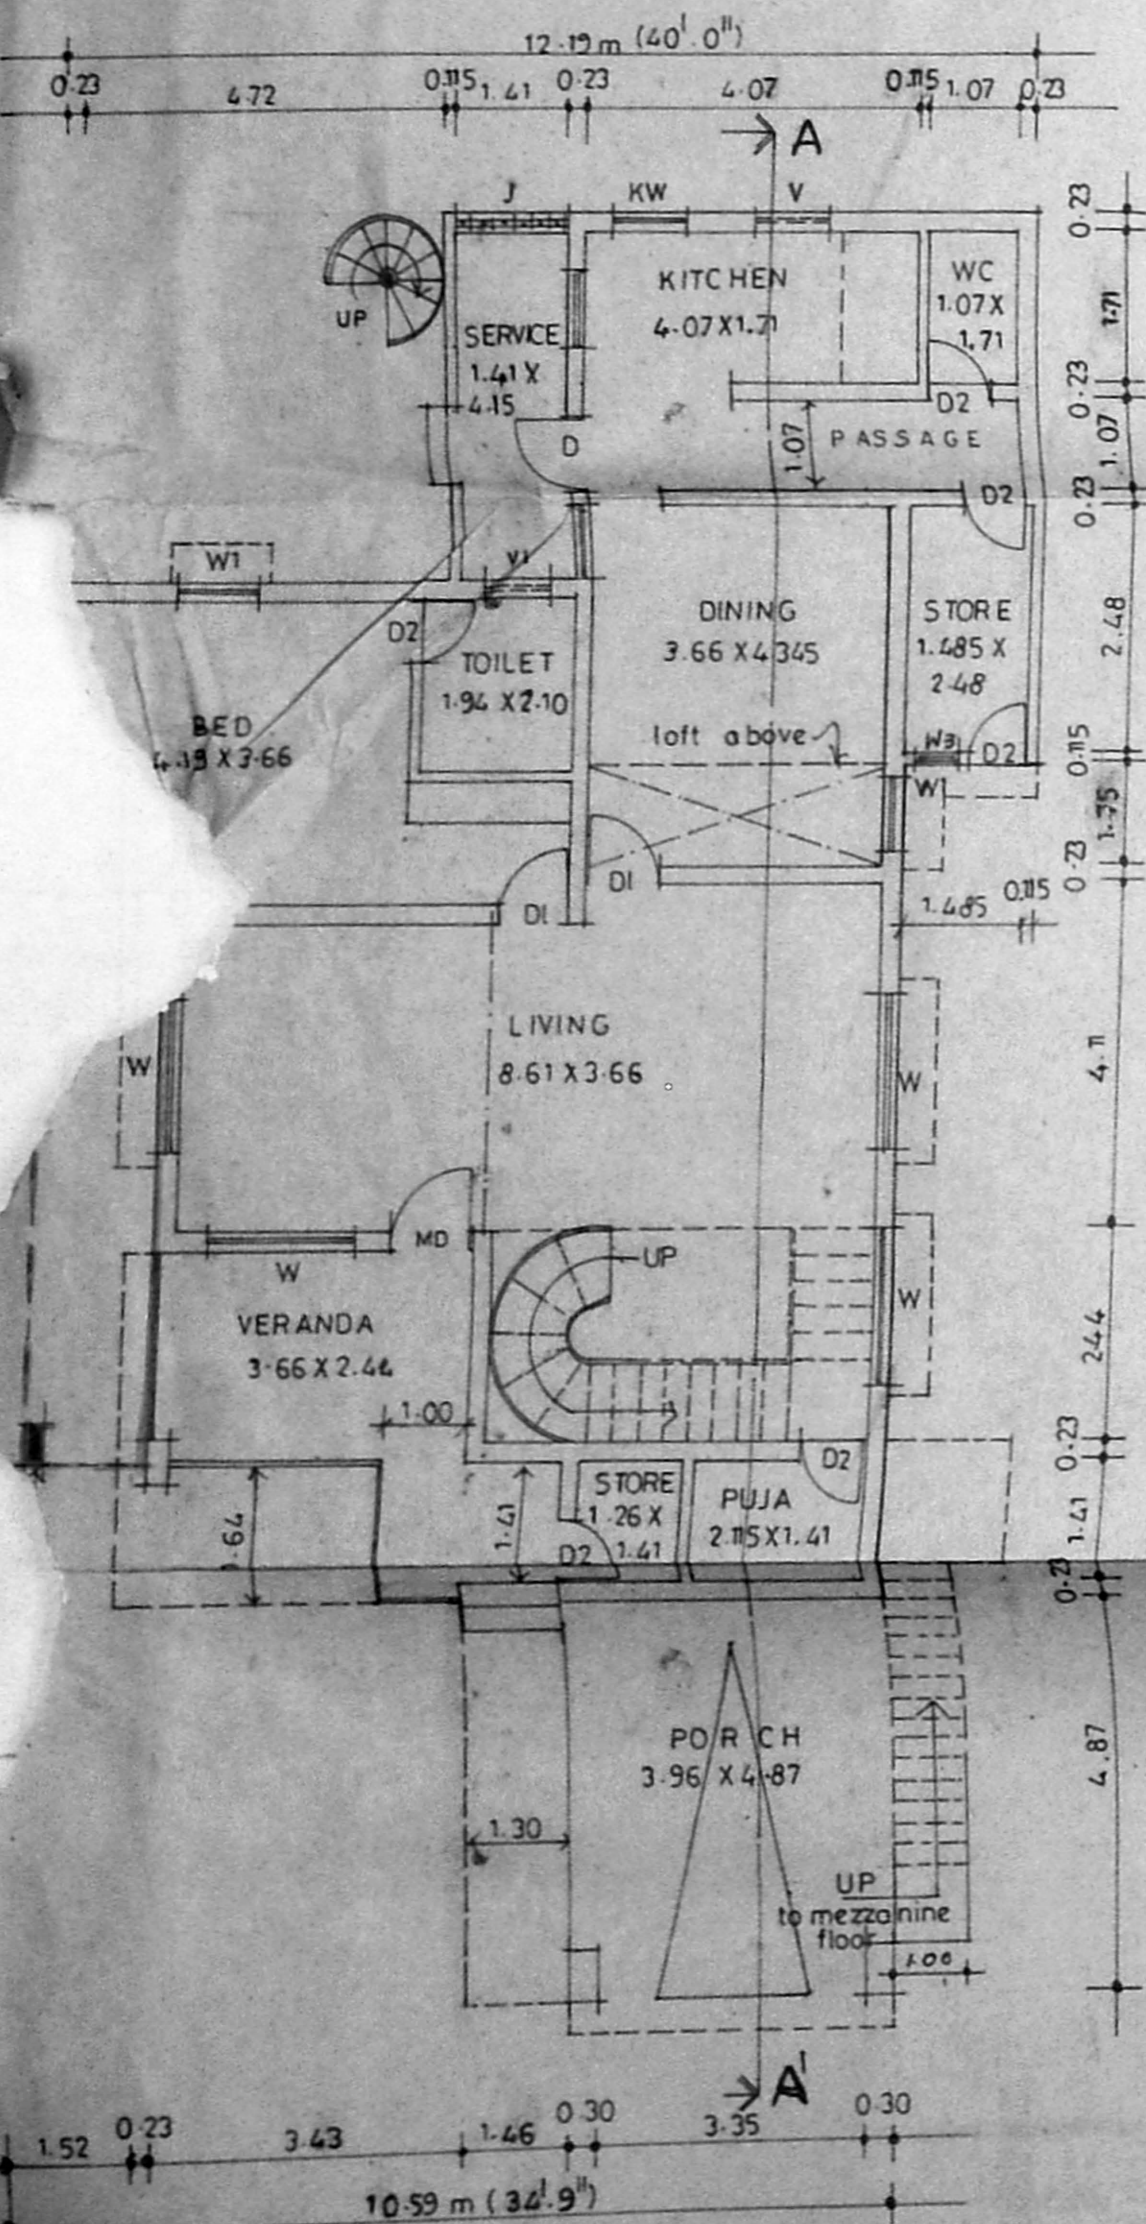 12.19 m (40'.0")
0.23 4.72 0.115 1.41 0.23 4.07 0.115 1.07 0.23
A
J KW V
0.23
UP
SERVICE
1.41 X
4.15
KITCHEN
4.07 X 1.71
WC
1.07 X
1.71
1.71
D2
0.23
D
1.07
PASSAGE
1.07
D2
0.23
W1
V1
D2
TOILET
1.94 X 2.10
DINING
3.66 X 4.345
STORE
1.485 X
2.48
2.48
BED
X 3.66
loft above
W3
D2
0.115
W
1.75
D1
D1
0.23
1.485 0.115
LIVING
8.61 X 3.66
W
W
4.11
MD
UP
W
W
VERANDA
3.66 X 2.44
2.44
1.00
0.23
D2
STORE
1.26 X
1.41
PUJA
2.115 X 1.41
1.64
1.41
D2
1.41
0.23
PORCH
3.96 X 4.87
4.87
1.30
UP
to mezzanine
floor
1.00
A'
1.52 0.23 3.43 1.46 0.30 3.35 0.30
10.59 m (34'.9")